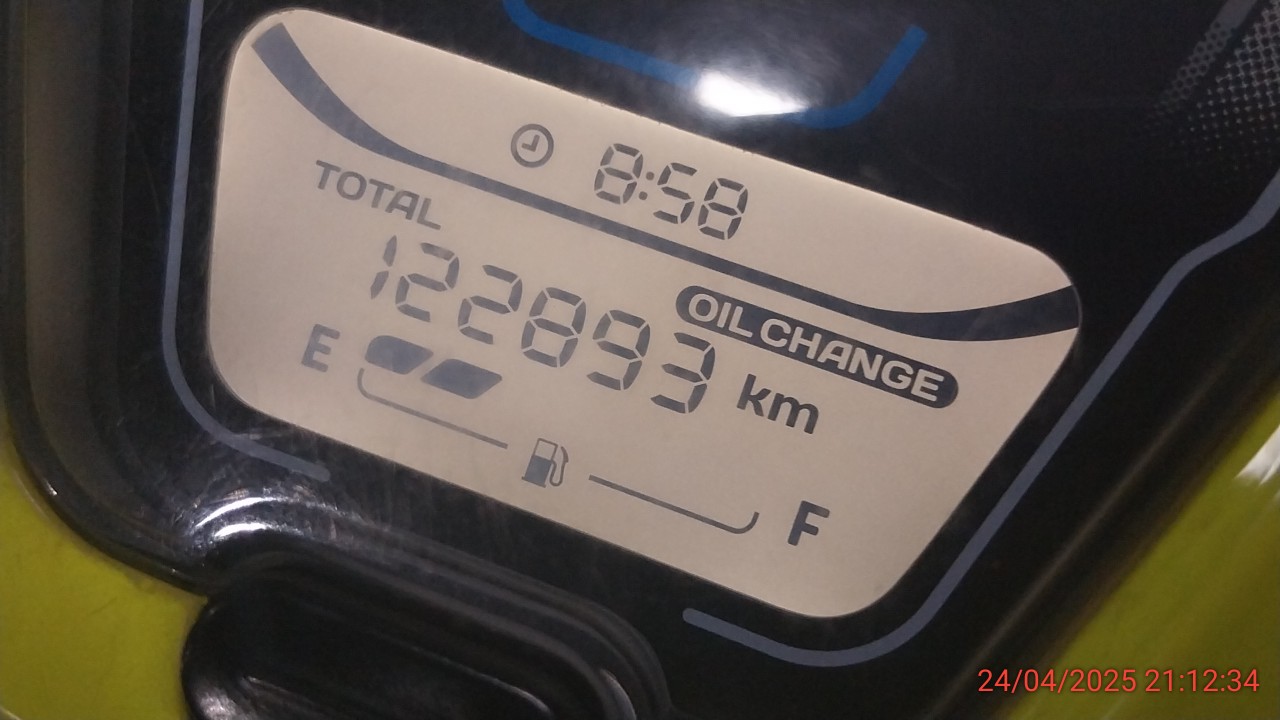 8:58
TOTAL
OIL CHANGE
122893 km
E
F
24/04/2025 21:12:34